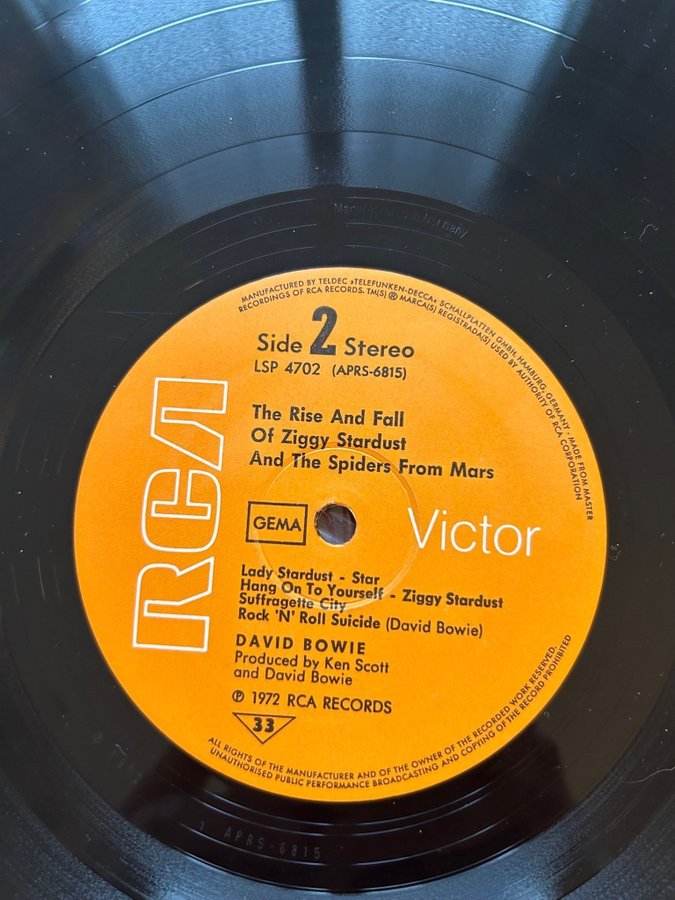 Made in Germany
MANUFACTURED BY TELDEC »TELEFUNKEN-DECCA« SCHALLPLATTEN GMBH, HAMBURG, GERMANY · MADE FROM MASTER
RECORDINGS OF RCA RECORDS. TM(S) ® MARCA(S) REGISTRADA(S) USED BY AUTHORITY OF RCA CORPORATION
Side 2 Stereo
LSP 4702 (APRS-6815)
RCA
The Rise And Fall
Of Ziggy Stardust
And The Spiders From Mars
GEMA
Victor
Lady Stardust - Star
Hang On To Yourself - Ziggy Stardust
Suffragette City
Rock 'N' Roll Suicide (David Bowie)
DAVID BOWIE
Produced by Ken Scott
and David Bowie
℗ 1972 RCA RECORDS
33
ALL RIGHTS OF THE MANUFACTURER AND OF THE OWNER OF THE RECORDED WORK RESERVED.
UNAUTHORISED PUBLIC PERFORMANCE BROADCASTING AND COPYING OF THE RECORD PROHIBITED
1 APRS-6815